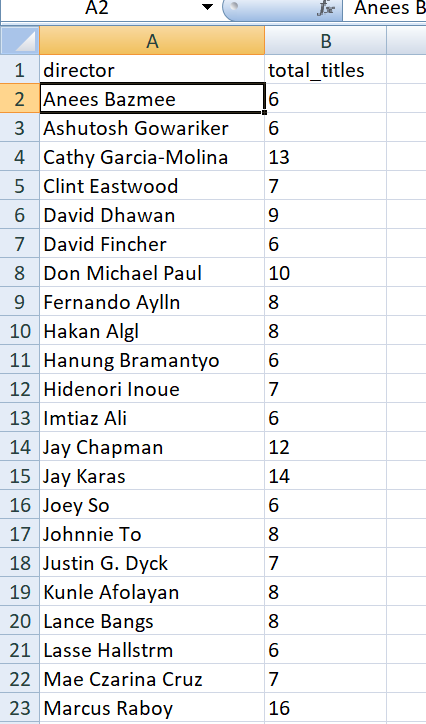 A2 fx Anees B
A B
1 director total_titles
2 Anees Bazmee 6
3 Ashutosh Gowariker 6
4 Cathy Garcia-Molina 13
5 Clint Eastwood 7
6 David Dhawan 9
7 David Fincher 6
8 Don Michael Paul 10
9 Fernando Aylln 8
10 Hakan Algl 8
11 Hanung Bramantyo 6
12 Hidenori Inoue 7
13 Imtiaz Ali 6
14 Jay Chapman 12
15 Jay Karas 14
16 Joey So 6
17 Johnnie To 8
18 Justin G. Dyck 7
19 Kunle Afolayan 8
20 Lance Bangs 8
21 Lasse Hallstrm 6
22 Mae Czarina Cruz 7
23 Marcus Raboy 16